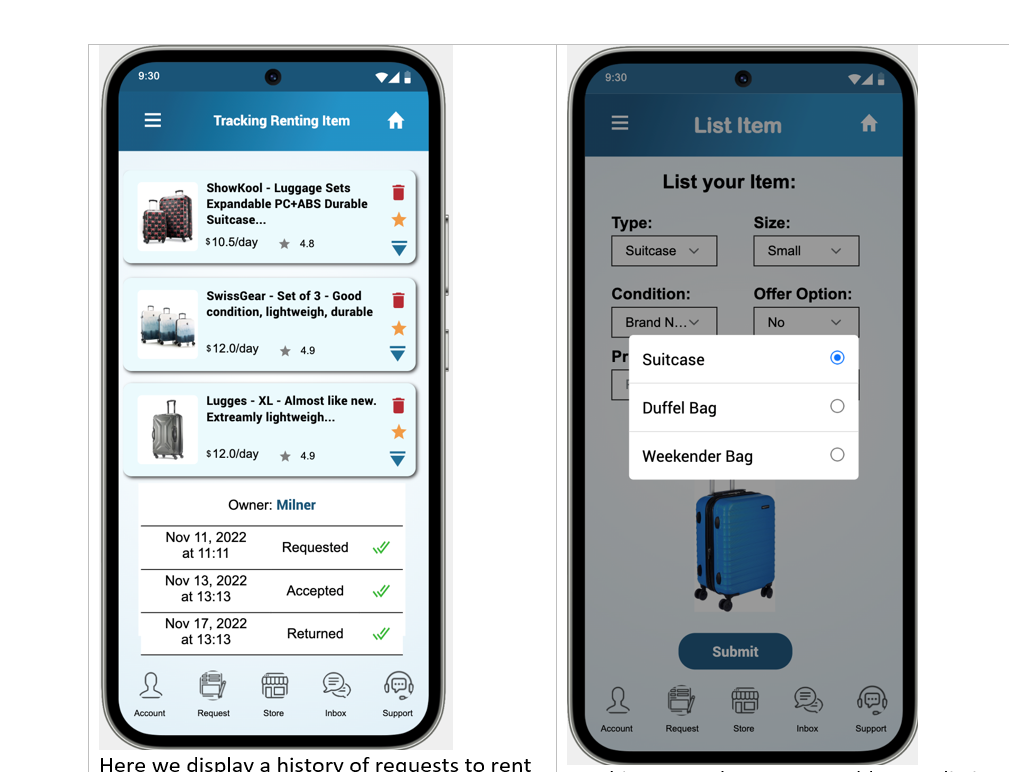 9:30
Tracking Renting Item
ShowKool - Luggage Sets
Expandable PC+ABS Durable
Suitcase...
$10.5/day 4.8
SwissGear - Set of 3 - Good
condition, lightweigh, durable
$12.0/day 4.9
Lugges - XL - Almost like new.
Extreamly lightweigh...
$12.0/day 4.9
Owner: Milner
Nov 11, 2022
at 11:11
Requested
Nov 13, 2022
at 13:13
Accepted
Nov 17, 2022
at 13:13
Returned
Account Request Store Inbox Support
Here we display a history of requests to rent
9:30
List Item
List your Item:
Type: Size:
Suitcase Small
Condition: Offer Option:
Brand N... No
Pr
Suitcase
Duffel Bag
Weekender Bag
Submit
Account Request Store Inbox Support